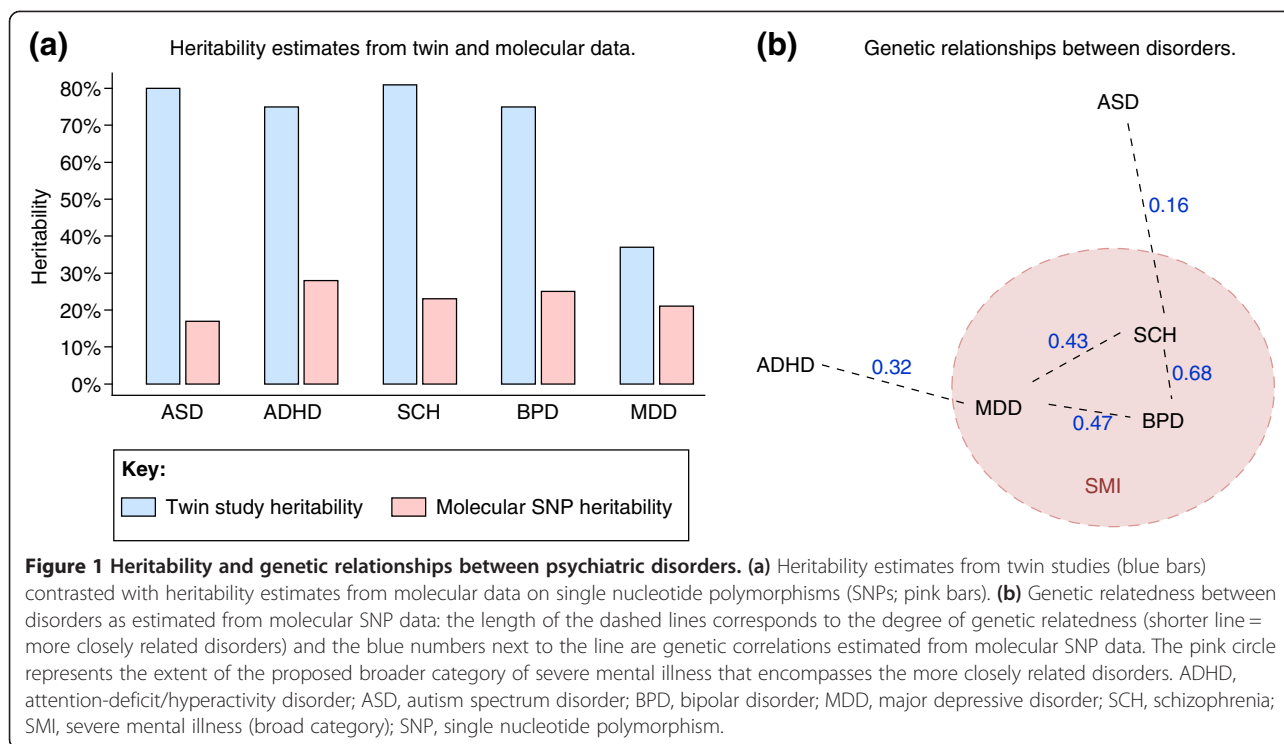 (a)
Heritability estimates from twin and molecular data.
Heritability
80%
70%
60%
50%
40%
30%
20%
10%
0%
ASD ADHD SCH BPD MDD
Key:
Twin study heritability Molecular SNP heritability
(b)
Genetic relationships between disorders.
ASD
0.16
SCH
0.43
ADHD
0.32
0.68
MDD
0.47
BPD
SMI
Figure 1 Heritability and genetic relationships between psychiatric disorders. (a) Heritability estimates from twin studies (blue bars)
contrasted with heritability estimates from molecular data on single nucleotide polymorphisms (SNPs; pink bars). (b) Genetic relatedness between
disorders as estimated from molecular SNP data: the length of the dashed lines corresponds to the degree of genetic relatedness (shorter line =
more closely related disorders) and the blue numbers next to the line are genetic correlations estimated from molecular SNP data. The pink circle
represents the extent of the proposed broader category of severe mental illness that encompasses the more closely related disorders. ADHD,
attention-deficit/hyperactivity disorder; ASD, autism spectrum disorder; BPD, bipolar disorder; MDD, major depressive disorder; SCH, schizophrenia;
SMI, severe mental illness (broad category); SNP, single nucleotide polymorphism.